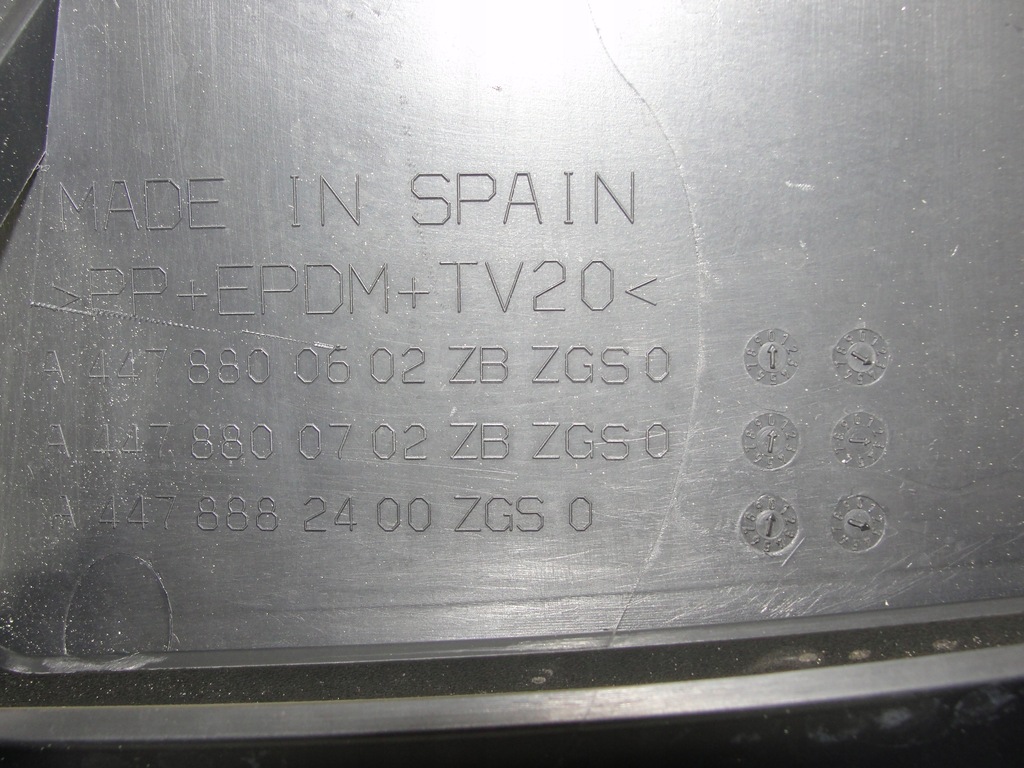 MADE IN SPAIN
>PP+EPDM+TV20<
A 447 880 06 02 ZB ZGS 0
A 447 880 07 02 ZB ZGS 0
A 447 888 24 00 ZGS 0